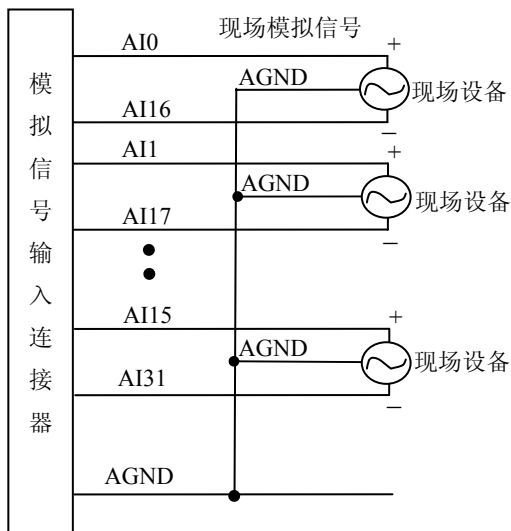 模拟信号输入连接器
现场模拟信号
AI0
+
AGND
现场设备
AI16
−
AI1
+
AGND
现场设备
AI17
−
AI15
+
AGND
现场设备
AI31
−
AGND